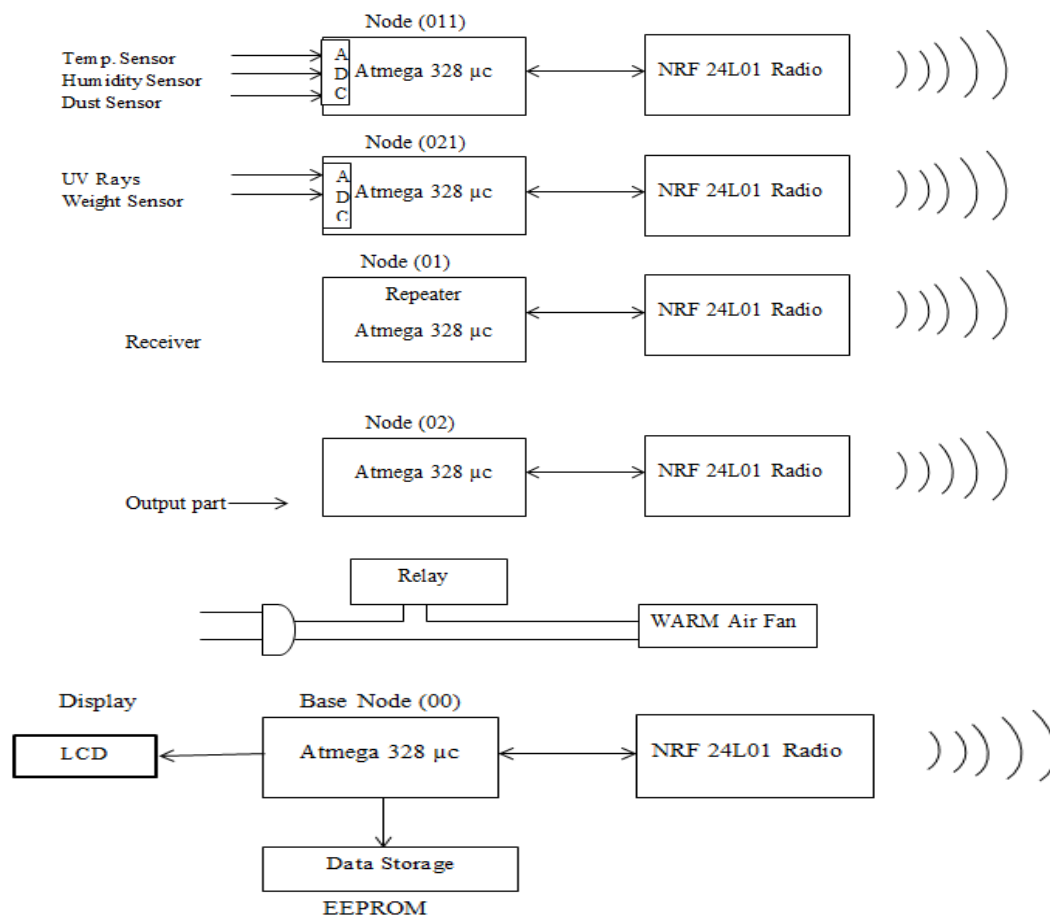 Node (011)
Temp. Sensor
Humidity Sensor
Dust Sensor
A
D
C
Atmega 328 µc
NRF 24L01 Radio
Node (021)
UV Rays
Weight Sensor
A
D
C
Atmega 328 µc
NRF 24L01 Radio
Node (01)
Repeater
Atmega 328 µc
NRF 24L01 Radio
Receiver
Node (02)
Atmega 328 µc
NRF 24L01 Radio
Output part
Relay
WARM Air Fan
Display
Base Node (00)
LCD
Atmega 328 µc
NRF 24L01 Radio
Data Storage
EEPROM